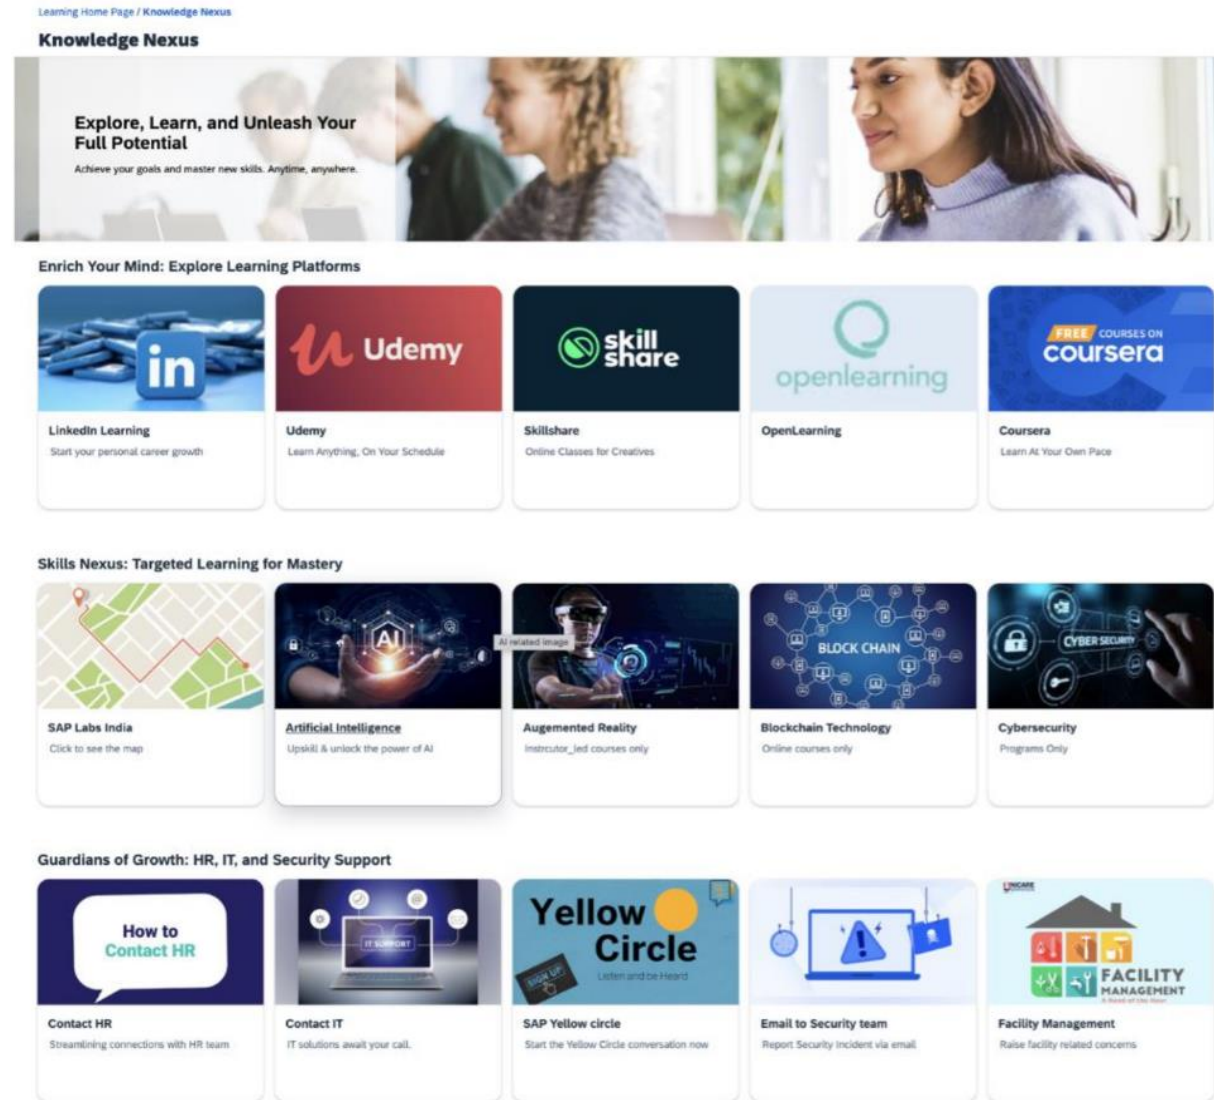 Learning Home Page / Knowledge Nexus
Knowledge Nexus
Explore, Learn, and Unleash Your
Full Potential
Achieve your goals and master new skills. Anytime, anywhere.
Enrich Your Mind: Explore Learning Platforms
in
Udemy
skill
share
openlearning
FREE COURSES ON
coursera
LinkedIn Learning
Start your personal career growth
Udemy
Learn Anything, On Your Schedule
Skillshare
Online Classes for Creatives
OpenLearning
Coursera
Learn At Your Own Pace
Skills Nexus: Targeted Learning for Mastery
AI
AI related image
BLOCK CHAIN
CYBER SECURITY
SAP Labs India
Click to see the map
Artificial Intelligence
Upskill & unlock the power of AI
Augemented Reality
Instrcutor_led courses only
Blockchain Technology
Online courses only
Cybersecurity
Programs Only
Guardians of Growth: HR, IT, and Security Support
How to
Contact HR
IT SUPPORT
Yellow
Circle
Listen and be Heard
SIGN UP
UNICARE
FACILITY
MANAGEMENT
A Need of the Hour
Contact HR
Streamlining connections with HR team
Contact IT
IT solutions await your call.
SAP Yellow circle
Start the Yellow Circle conversation now
Email to Security team
Report Security Incident via email
Facility Management
Raise facility related concerns